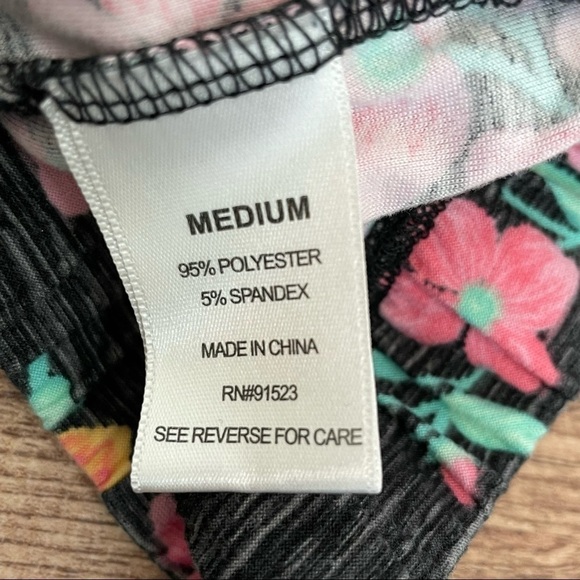 MEDIUM
95% POLYESTER
5% SPANDEX
MADE IN CHINA
RN#91523
SEE REVERSE FOR CARE